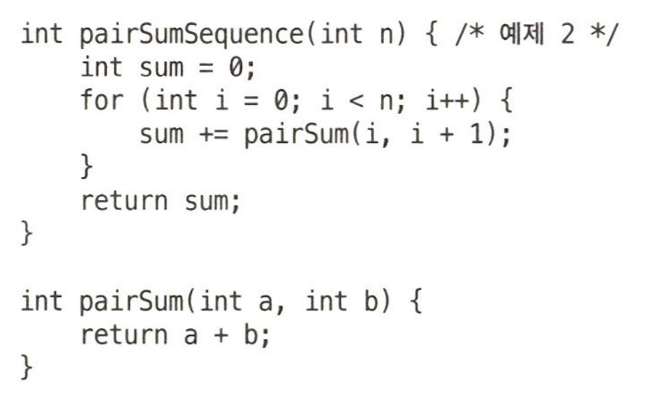 int pairSumSequence(int n) { /* 예제 2 */
    int sum = 0;
    for (int i = 0; i < n; i++) {
        sum += pairSum(i, i + 1);
    }
    return sum;
}

int pairSum(int a, int b) {
    return a + b;
}